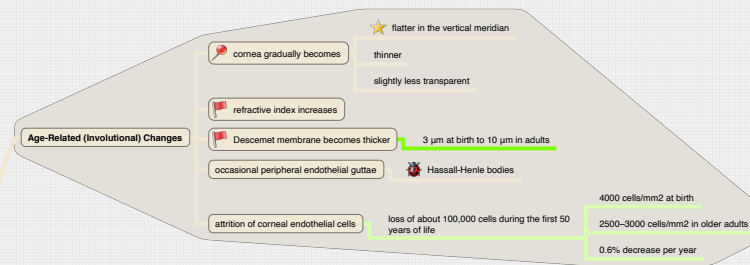 Age-Related (Involutional) Changes
cornea gradually becomes
flatter in the vertical meridian
thinner
slightly less transparent
refractive index increases
Descemet membrane becomes thicker
3 μm at birth to 10 μm in adults
occasional peripheral endothelial guttae
Hassall-Henle bodies
attrition of corneal endothelial cells
loss of about 100,000 cells during the first 50
years of life
4000 cells/mm2 at birth
2500–3000 cells/mm2 in older adults
0.6% decrease per year